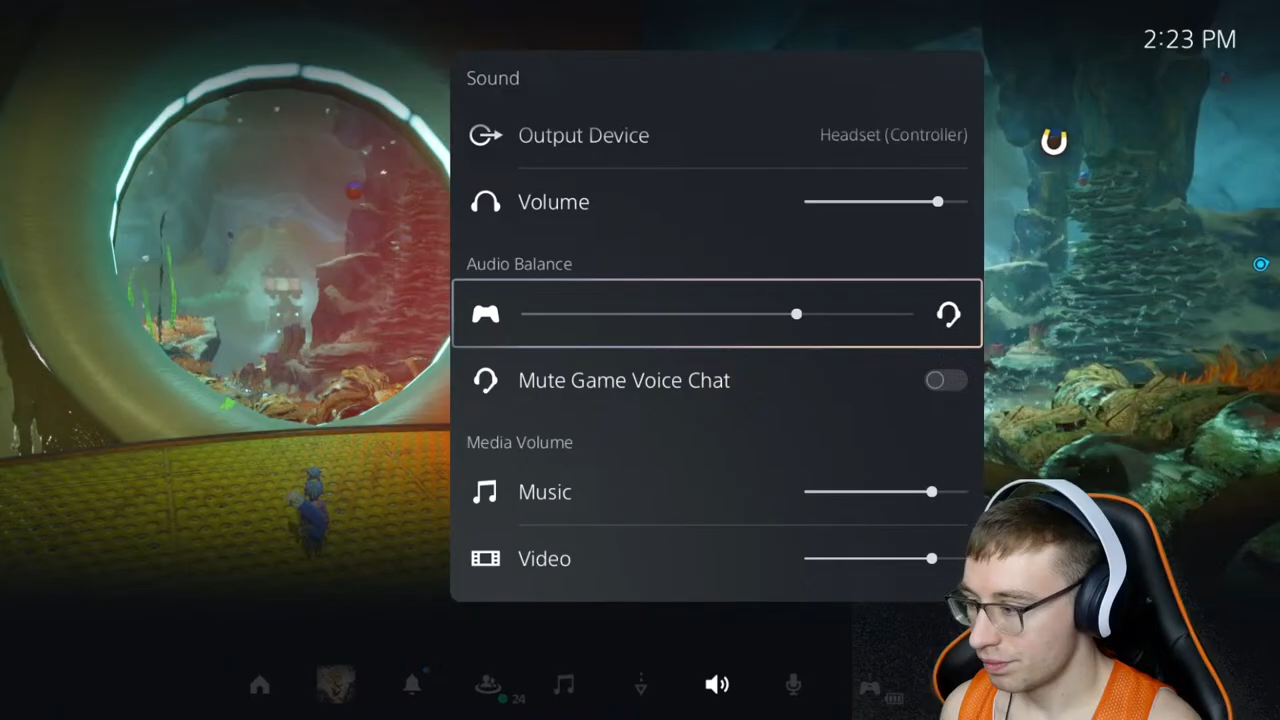 2:23 PM
Sound
Output Device Headset (Controller)
Volume
Audio Balance
Mute Game Voice Chat
Media Volume
Music
Video
24